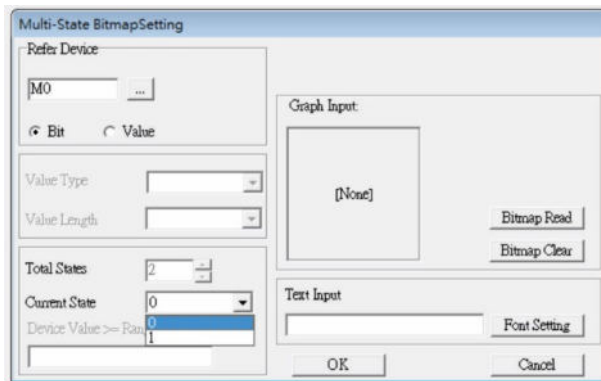 Multi-State BitmapSetting
Refer Device
M0
...
Bit
Value
Value Type
Value Length
Total States
2
Current State
0
0
1
Device Value >= Ran
Graph Input:
[None]
Bitmap Read
Bitmap Clear
Text Input
Font Setting
OK
Cancel